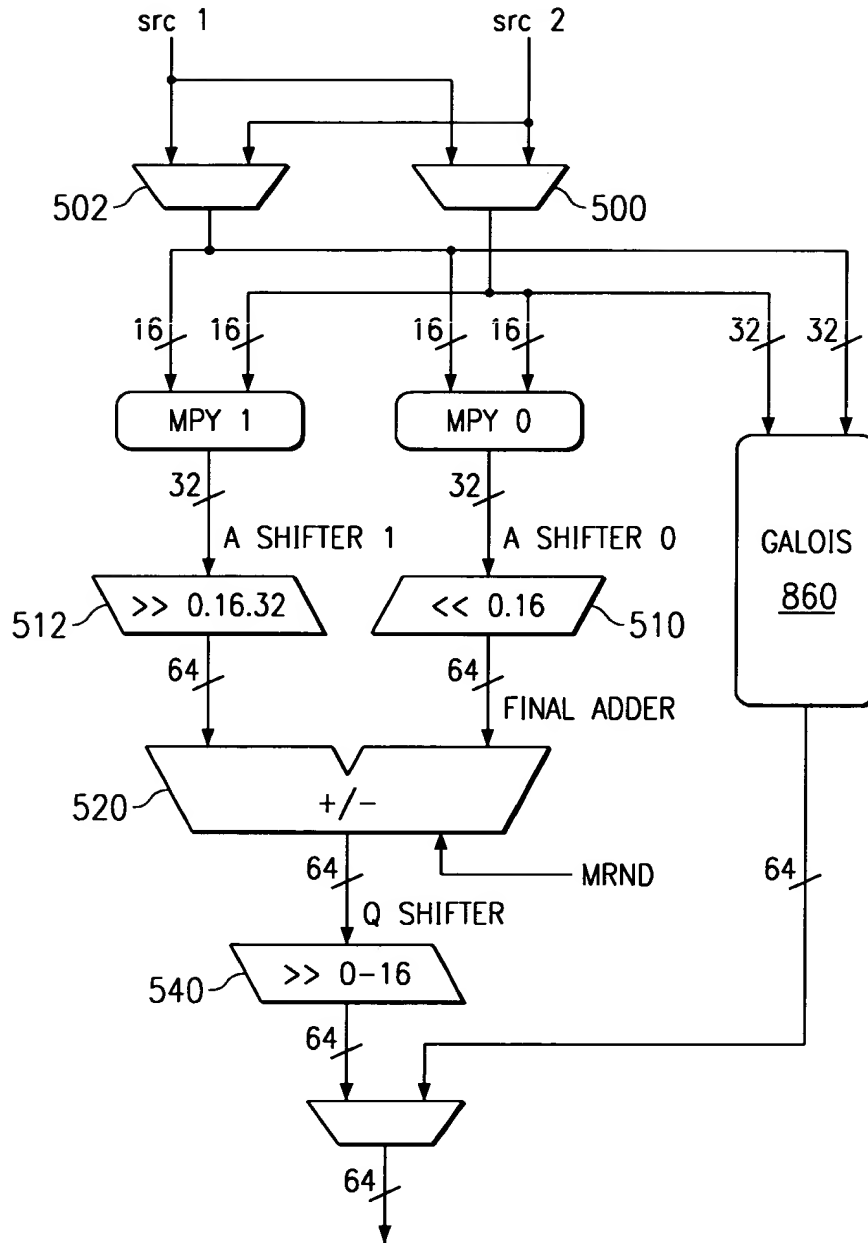 src 1 src 2
502 500
16 16 16 16 32 32
MPY 1 MPY 0
32 32
A SHIFTER 1 A SHIFTER 0
GALOIS
860
512 >> 0.16.32 << 0.16 510
64 64
FINAL ADDER
520 +/-
64 MRND 64
Q SHIFTER
540 >> 0-16
64
64